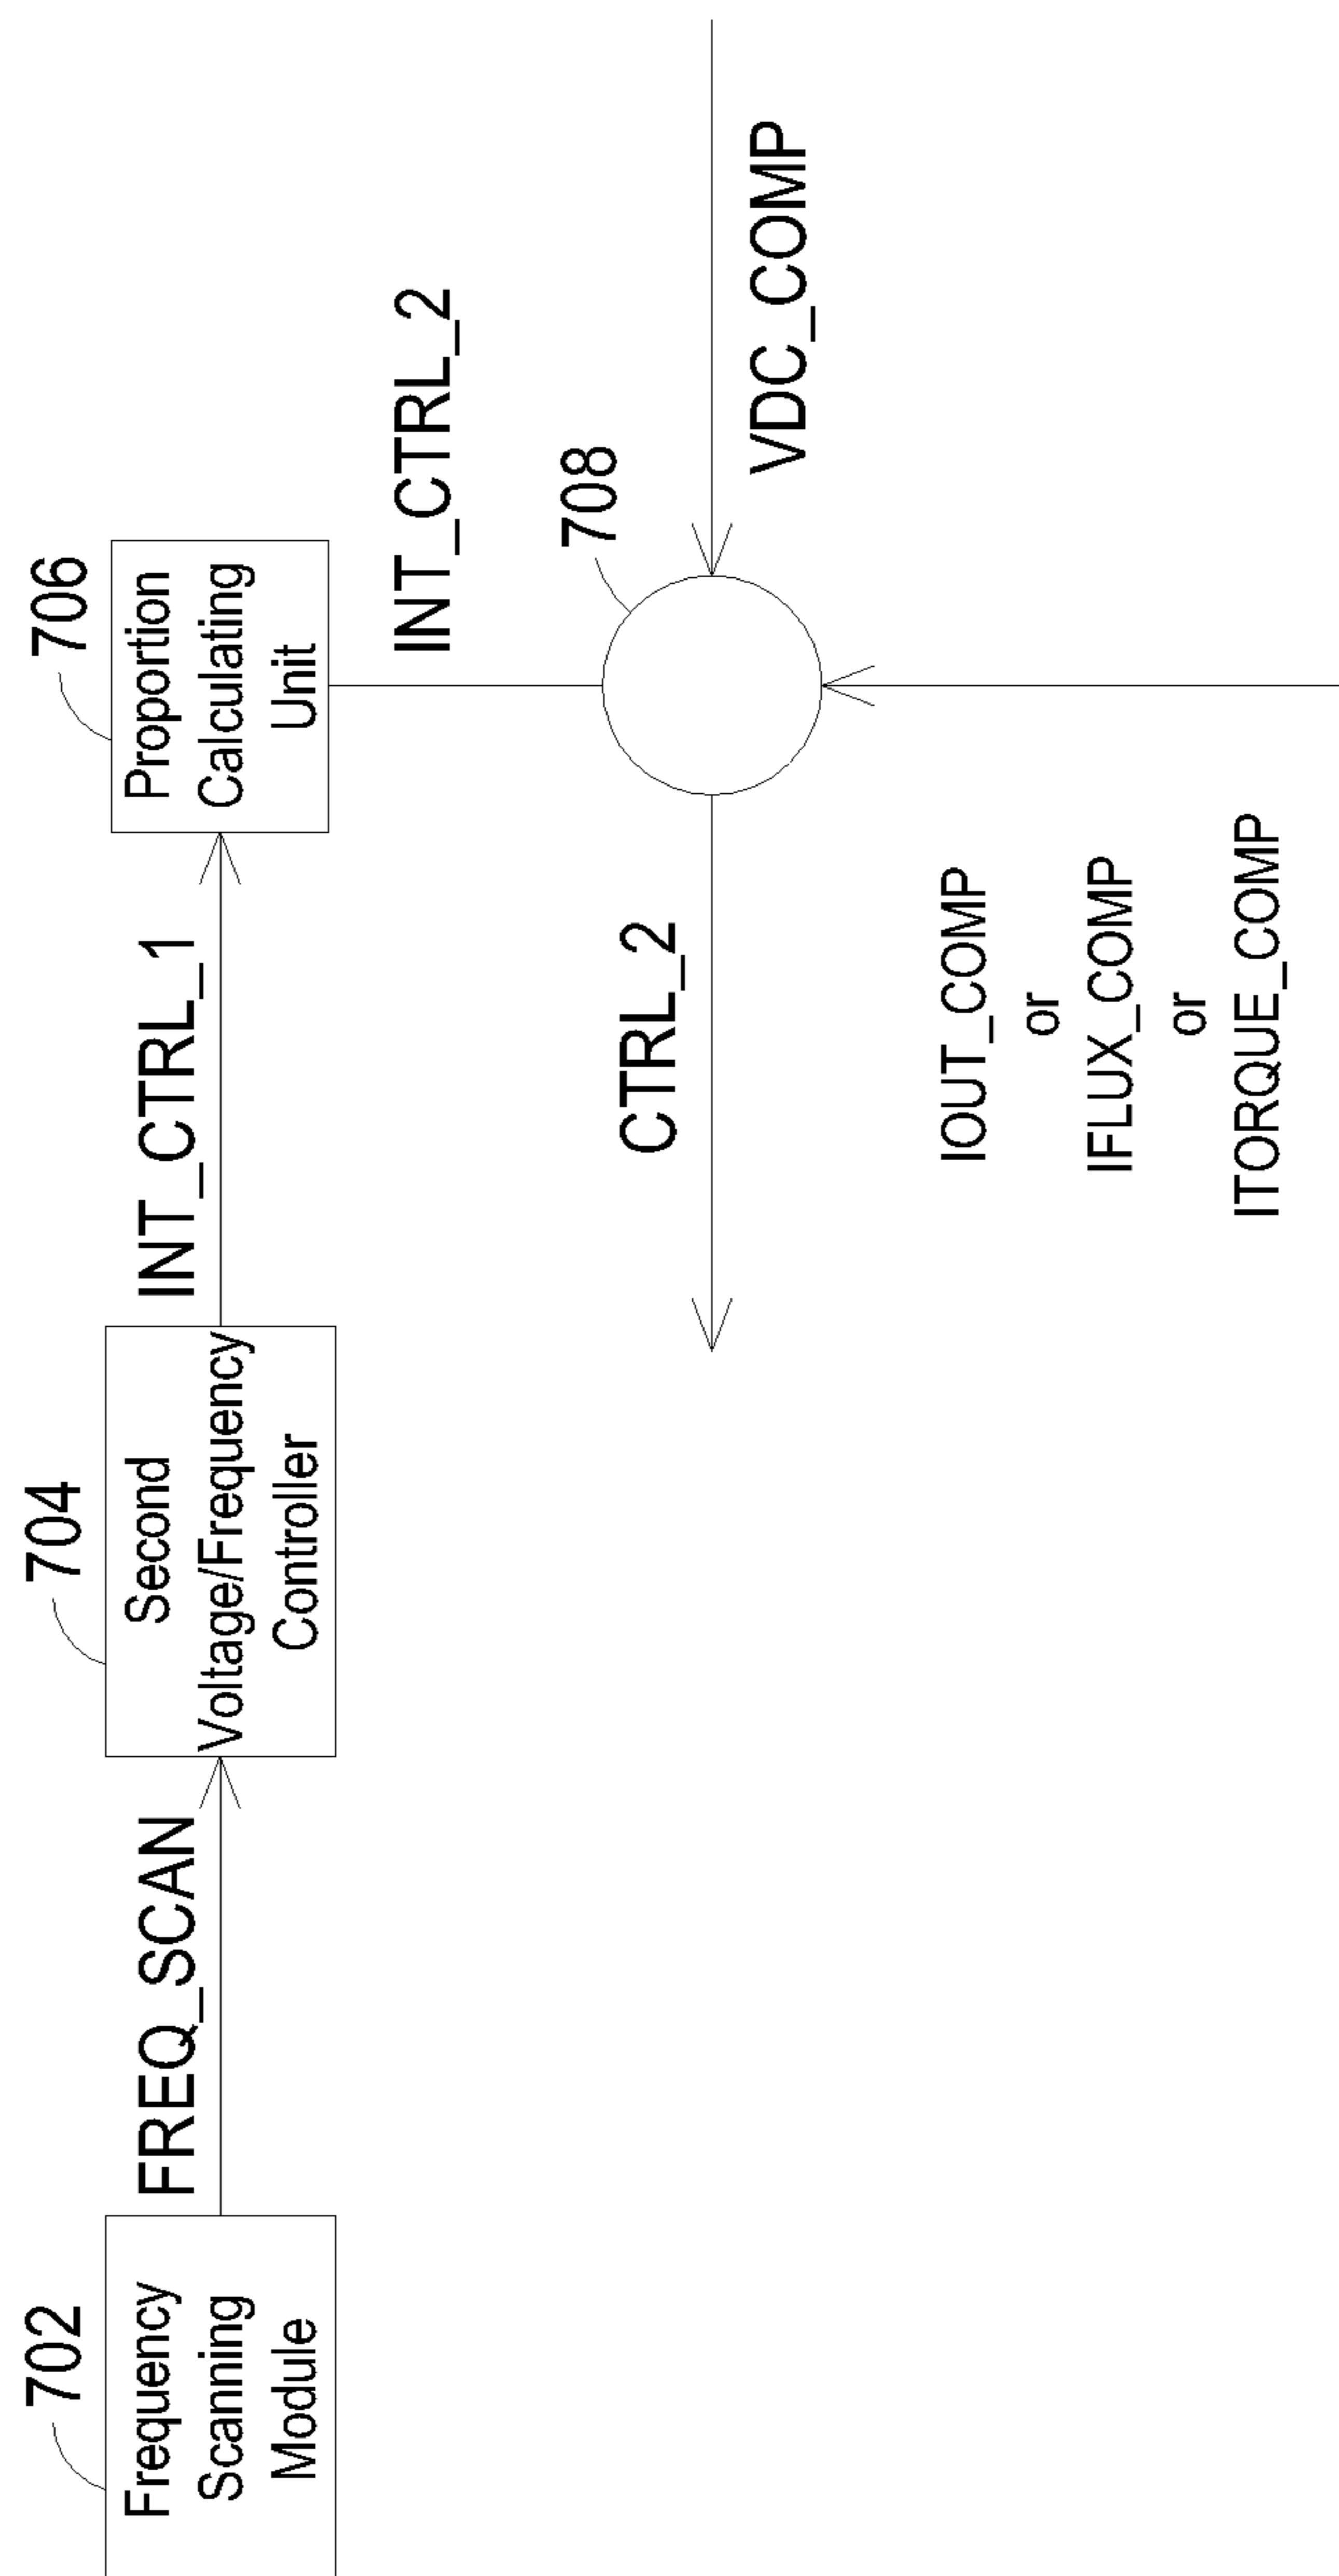 702
Frequency
Scanning
Module
FREQ_SCAN
704
Second
Voltage/Frequency
Controller
INT_CTRL_1
706
Proportion
Calculating
Unit
INT_CTRL_2
708
CTRL_2
VDC_COMP
IOUT_COMP
or
IFLUX_COMP
or
ITORQUE_COMP